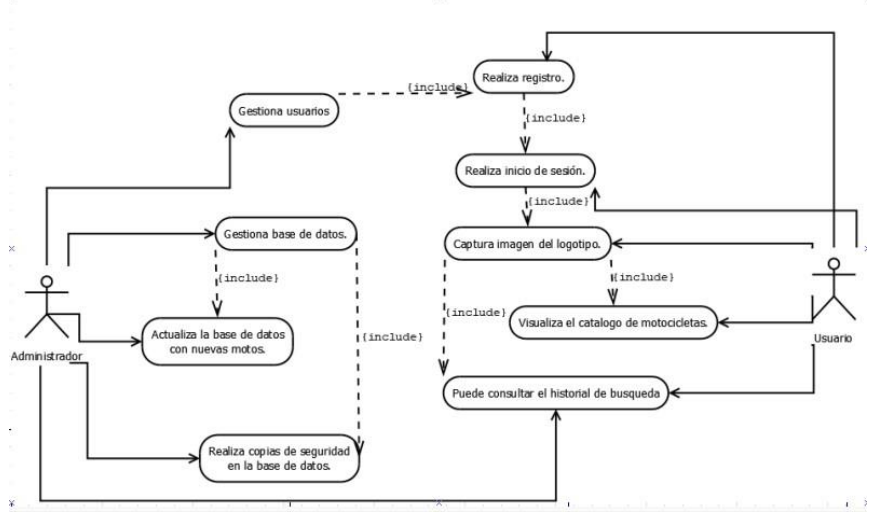 Realiza registro.
{include}
Gestiona usuarios
{include}
Realiza inicio de sesión.
{include}
Gestiona base de datos.
Captura imagen del logotipo.
{include}
{include}
{include}
Visualiza el catalogo de motocicletas.
Actualiza la base de datos
con nuevas motos.
{include}
Usuario
Administrador
Puede consultar el historial de busqueda
Realiza copias de seguridad
en la base de datos.